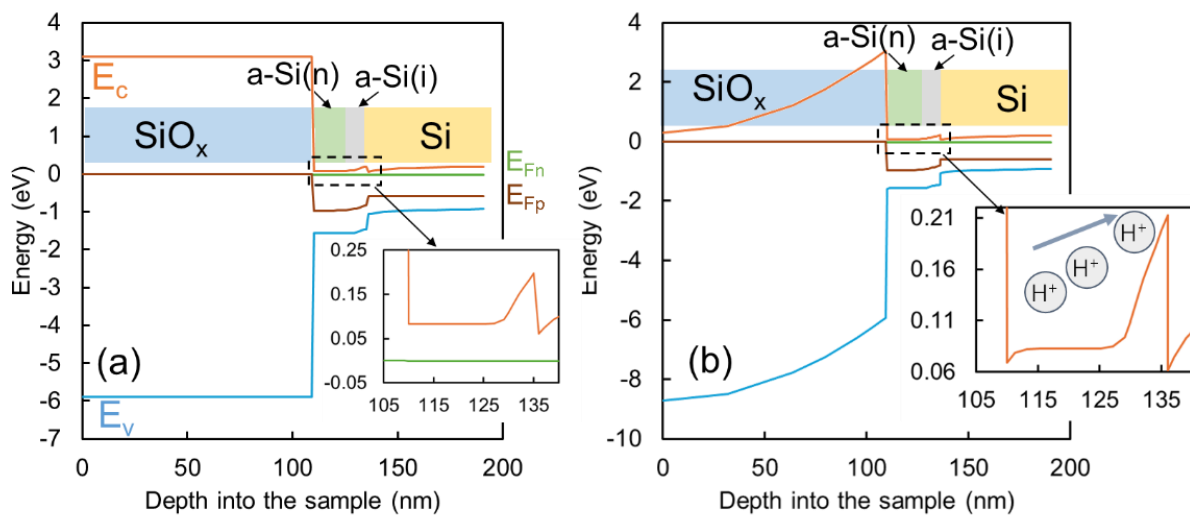 4
3
2
1
0
-1
-2
-3
-4
-5
-6
-7
Energy (eV)
E_c
a-Si(n)
a-Si(i)
SiO_x
Si
E_Fn
E_Fp
(a)
E_v
0.25
0.15
0.05
-0.05
105 115 125 135
0 50 100 150 200
Depth into the sample (nm)
4
2
0
-2
-4
-6
-8
-10
Energy (eV)
a-Si(n)
a-Si(i)
SiO_x
Si
(b)
0.21
0.16
0.11
0.06
H⁺
H⁺
H⁺
105 115 125 135
0 50 100 150 200
Depth into the sample (nm)